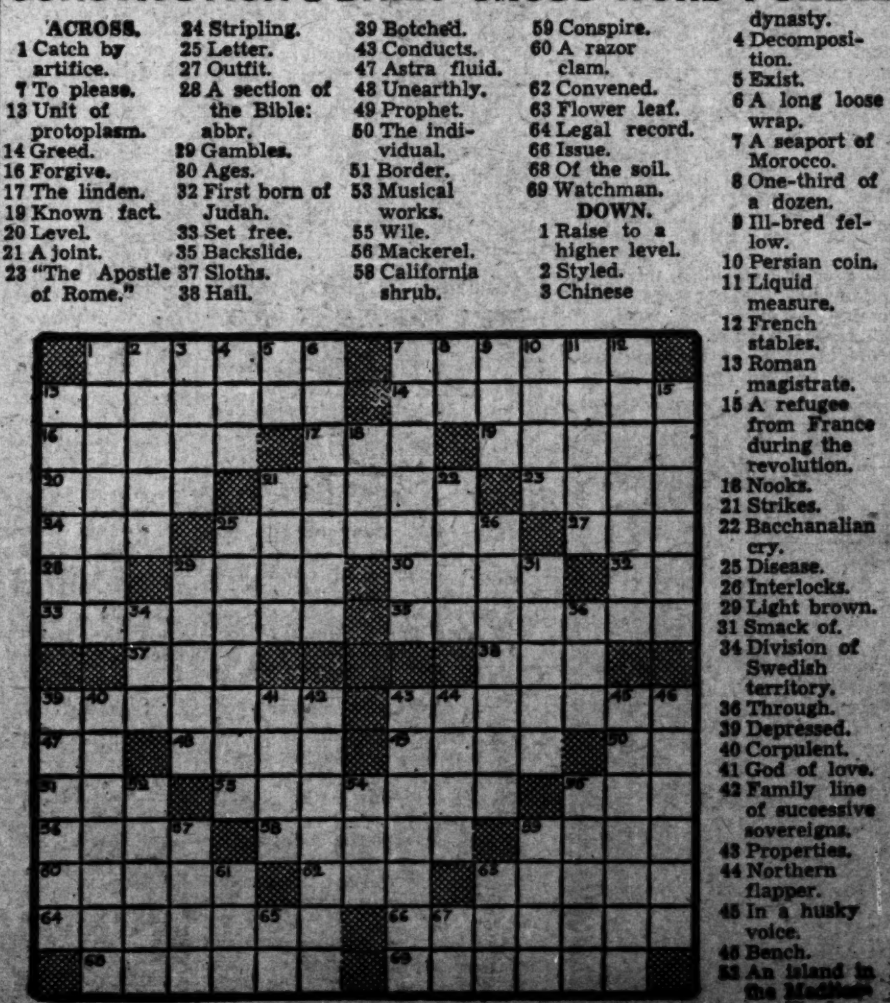 ACROSS.
1 Catch by
artifice.
7 To please.
13 Unit of
protoplasm.
14 Greed.
16 Forgive.
17 The linden.
19 Known fact.
20 Level.
21 A joint.
23 "The Apostle
of Rome."
24 Stripling.
25 Letter.
27 Outfit.
28 A section of
the Bible:
abbr.
29 Gambles.
30 Ages.
32 First born of
Judah.
33 Set free.
35 Backslide.
37 Sloths.
38 Hail.
39 Botched.
43 Conducts.
47 Astra fluid.
48 Unearthly.
49 Prophet.
50 The indi-
vidual.
51 Border.
53 Musical
works.
55 Wile.
56 Mackerel.
58 California
shrub.
59 Conspire.
60 A razor
clam.
62 Convened.
63 Flower leaf.
64 Legal record.
66 Issue.
68 Of the soil.
69 Watchman.
DOWN.
1 Raise to a
higher level.
2 Styled.
3 Chinese
dynasty.
4 Decomposi-
tion.
5 Exist.
6 A long loose
wrap.
7 A seaport of
Morocco.
8 One-third of
a dozen.
9 Ill-bred fel-
low.
10 Persian coin.
11 Liquid
measure.
12 French
stables.
13 Roman
magistrate.
15 A refugee
from France
during the
revolution.
18 Nooks.
21 Strikes.
22 Bacchanalian
cry.
25 Disease.
26 Interlocks.
29 Light brown.
31 Smack of.
34 Division of
Swedish
territory.
36 Through.
39 Depressed.
40 Corpulent.
41 God of love.
42 Family line
of successive
sovereigns.
43 Properties.
44 Northern
flapper.
45 In a husky
voice.
46 Bench.
52 An island in
the
1 2 3 4 5 6 7 8 9 10 11 12
13 14 15
16 17 18 19
20 21 22 23
24 25 26 27
28 29 30 31 32
33 34 35 36
37 38
39 40 41 42 43 44 45 46
47 48 49 50
51 52 53 54 55
56 57 58 59
60 61 62 63
64 65 66 67
68 69